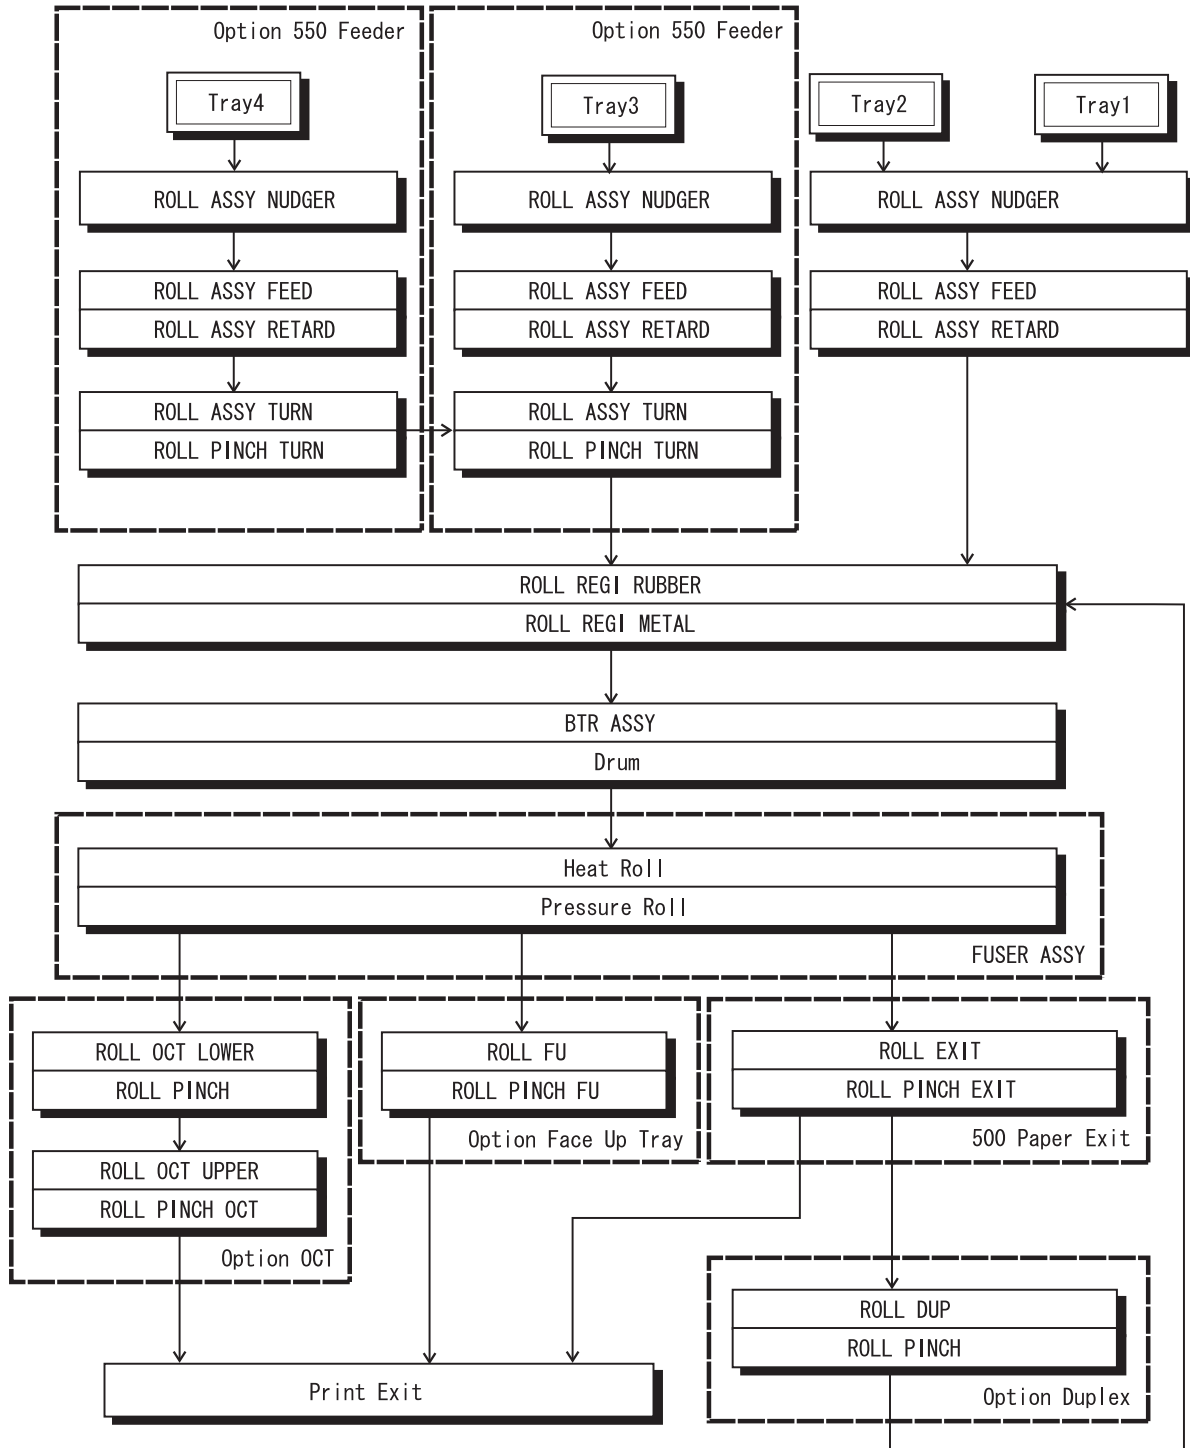 Option 550 Feeder
Option 550 Feeder
Tray4
Tray3
Tray2
Tray1
ROLL ASSY NUDGER
ROLL ASSY NUDGER
ROLL ASSY NUDGER
ROLL ASSY FEED
ROLL ASSY RETARD
ROLL ASSY FEED
ROLL ASSY RETARD
ROLL ASSY FEED
ROLL ASSY RETARD
ROLL ASSY TURN
ROLL PINCH TURN
ROLL ASSY TURN
ROLL PINCH TURN
ROLL REGI RUBBER
ROLL REGI METAL
BTR ASSY
Drum
Heat Roll
Pressure Roll
FUSER ASSY
ROLL OCT LOWER
ROLL PINCH
ROLL FU
ROLL PINCH FU
Option Face Up Tray
ROLL EXIT
ROLL PINCH EXIT
500 Paper Exit
ROLL OCT UPPER
ROLL PINCH OCT
Option OCT
ROLL DUP
ROLL PINCH
Option Duplex
Print Exit